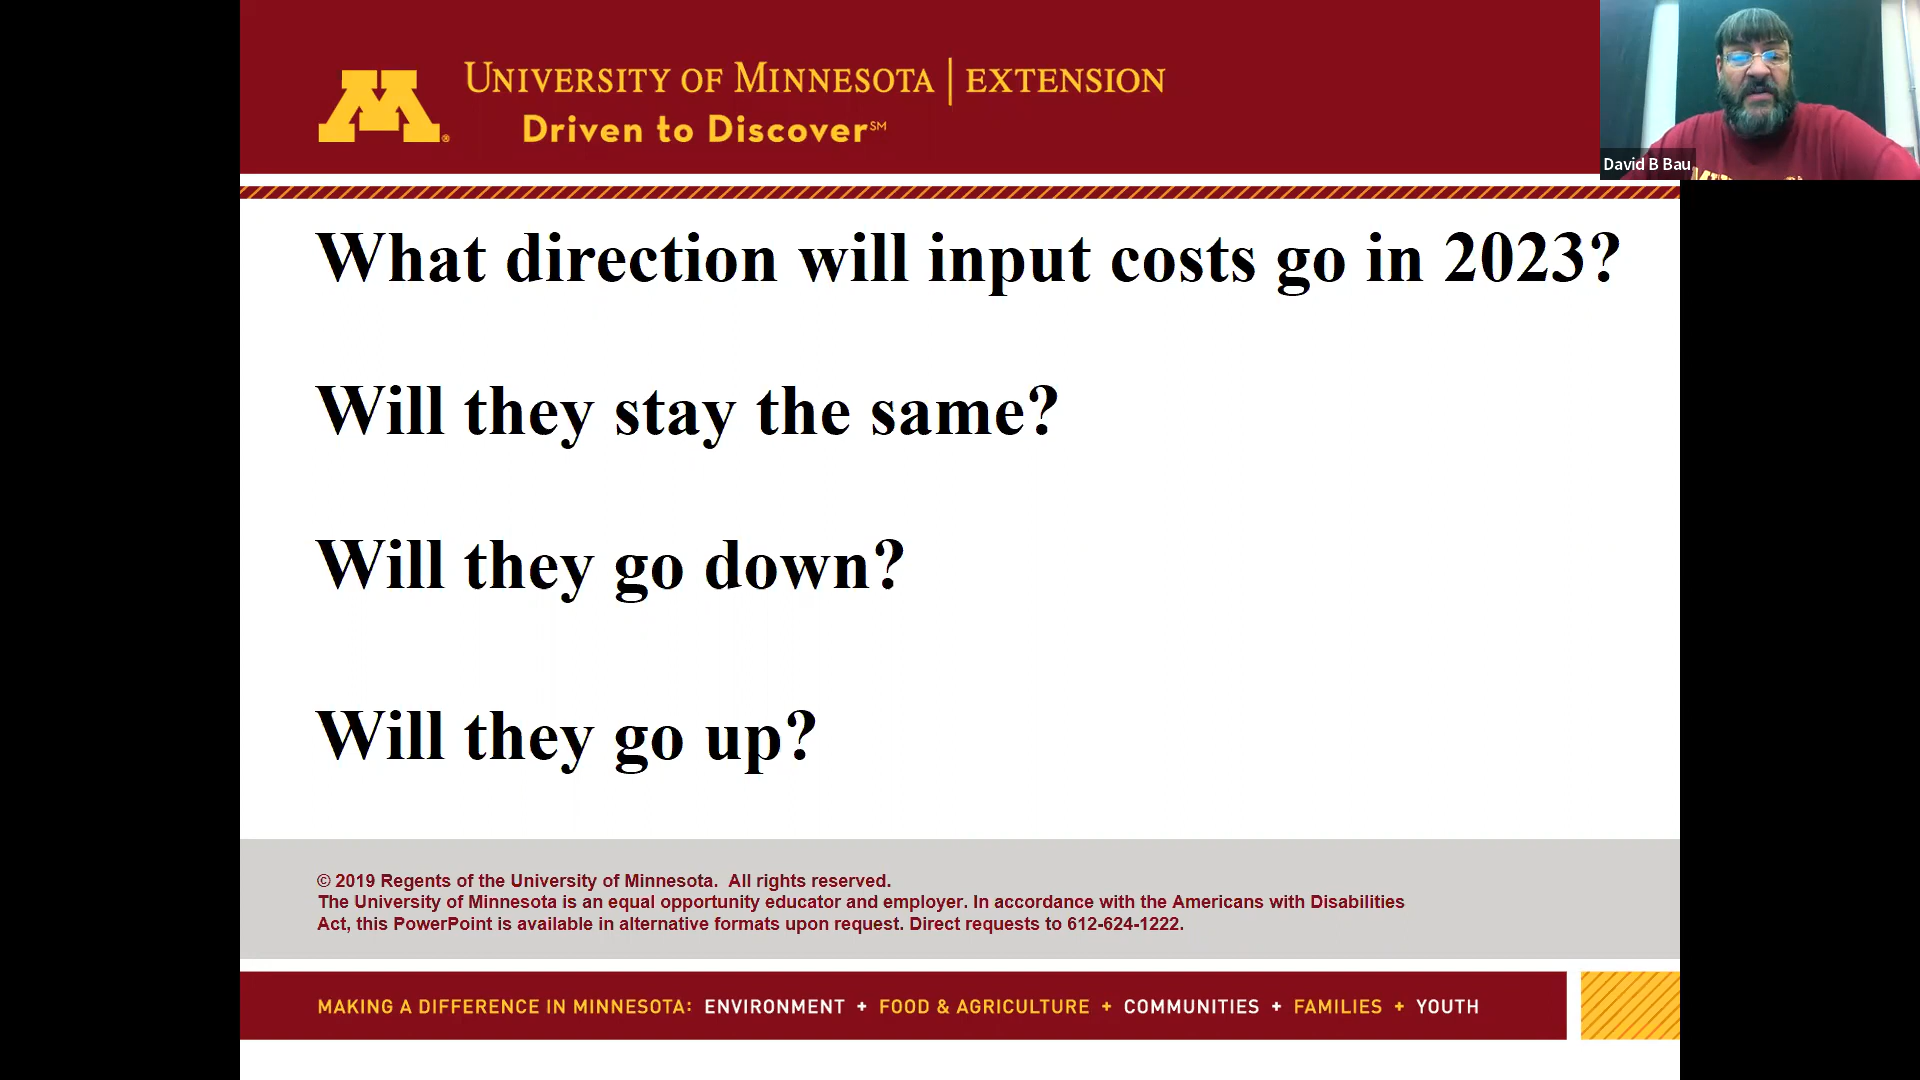 UNIVERSITY OF MINNESOTA | EXTENSION
Driven to Discover℠
David B Bau
What direction will input costs go in 2023?
Will they stay the same?
Will they go down?
Will they go up?
© 2019 Regents of the University of Minnesota.  All rights reserved.
The University of Minnesota is an equal opportunity educator and employer. In accordance with the Americans with Disabilities
Act, this PowerPoint is available in alternative formats upon request. Direct requests to 612-624-1222.
MAKING A DIFFERENCE IN MINNESOTA: ENVIRONMENT + FOOD & AGRICULTURE + COMMUNITIES + FAMILIES + YOUTH